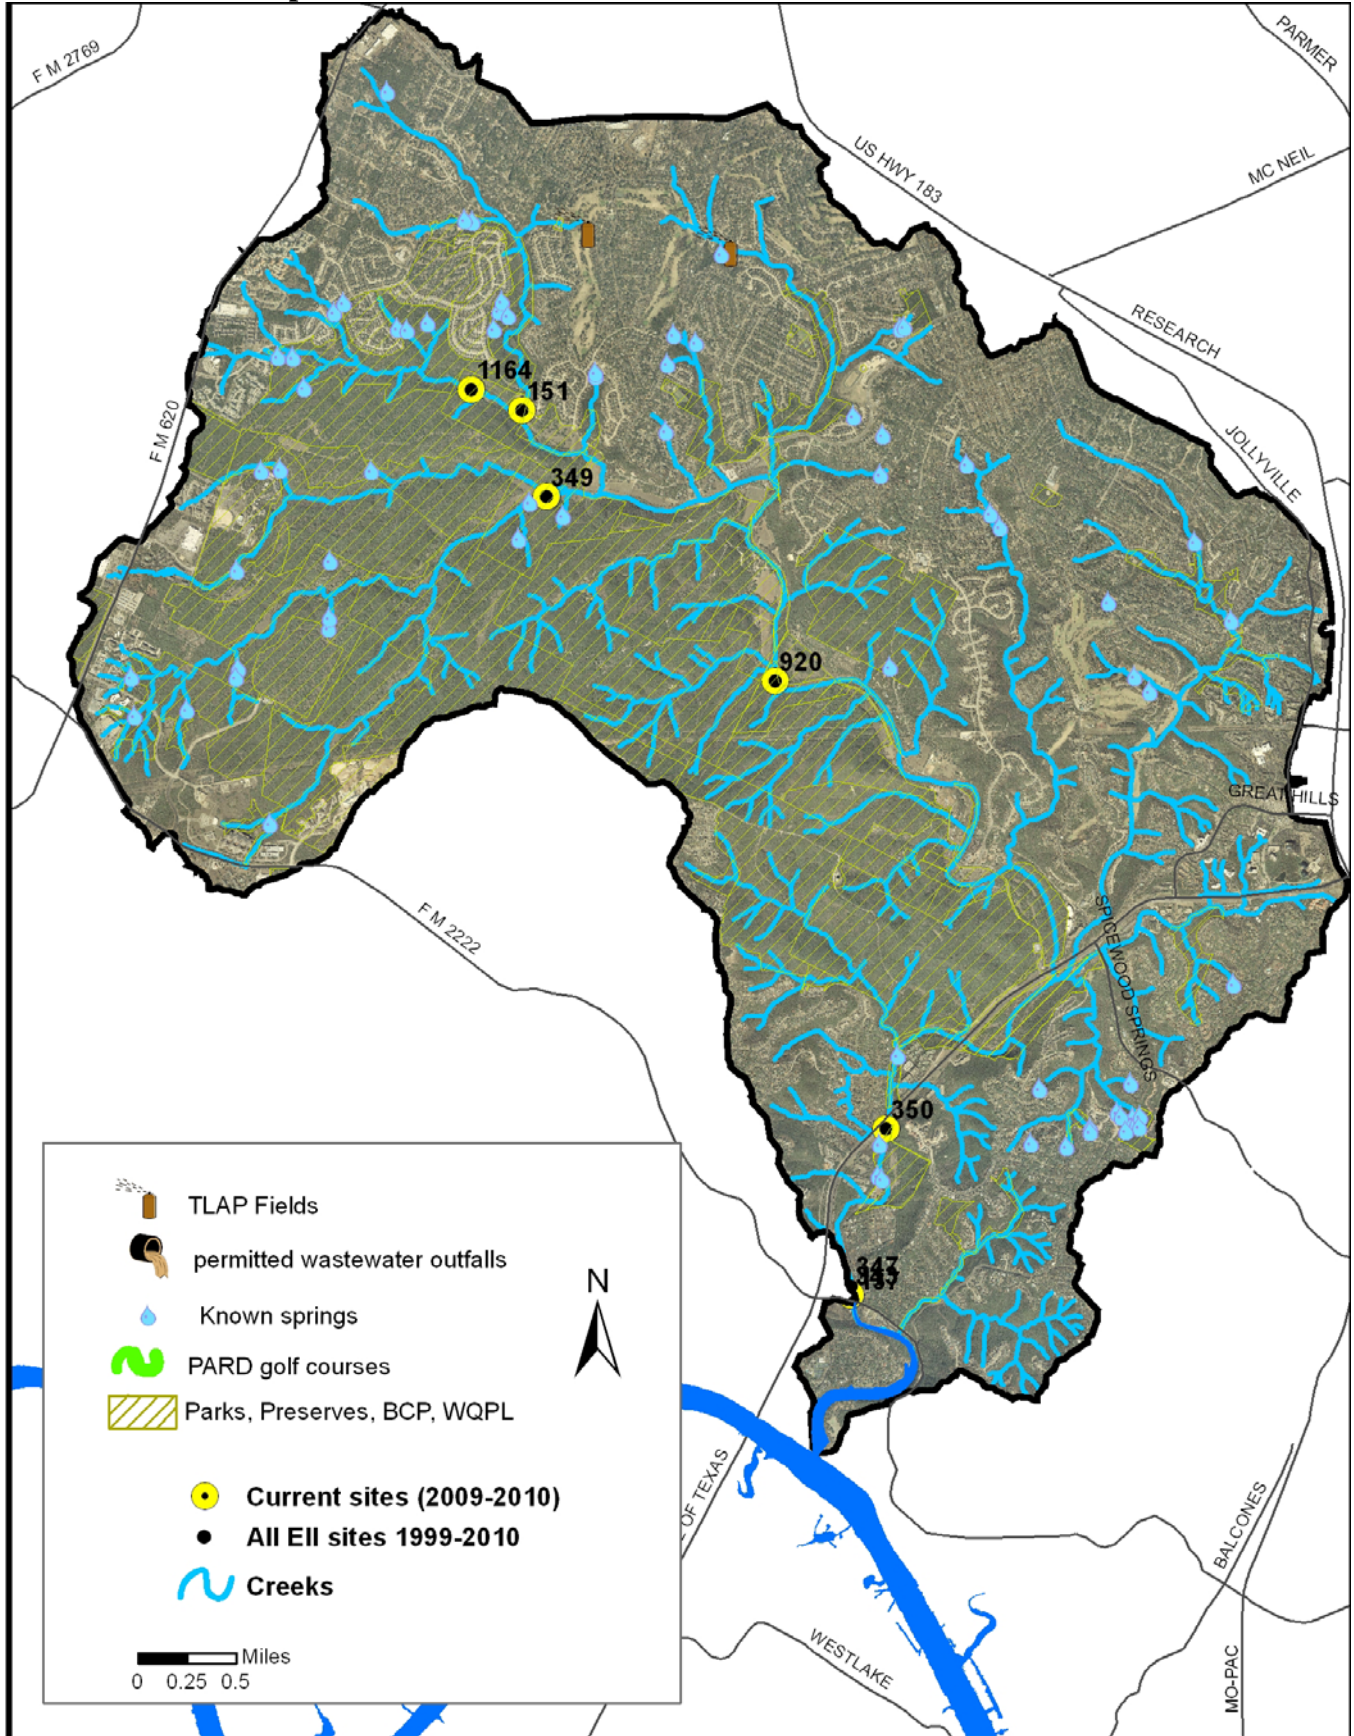 F M 2769
PARMER
US HWY 183
MC NEIL
RESEARCH
JOLLYVILLE
F M 620
1164
151
349
920
GREAT HILLS
SPICEWOOD SPRINGS
F M 2222
350
347
TLAP Fields
permitted wastewater outfalls
Known springs
PARD golf courses
Parks, Preserves, BCP, WQPL
N
Current sites (2009-2010)
All EII sites 1999-2010
Creeks
Miles
0 0.25 0.5
OF TEXAS
WESTLAKE
BALCONES
MO-PAC